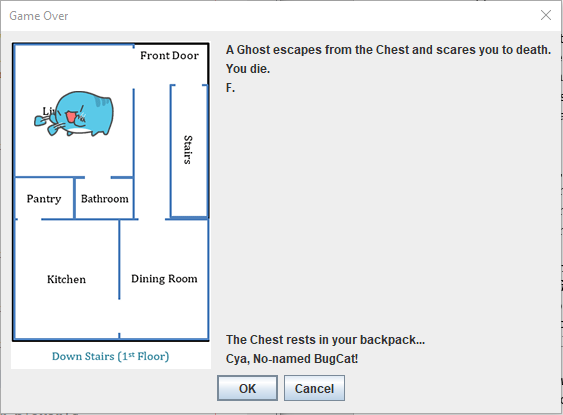 Game Over
A Ghost escapes from the Chest and scares you to death.
You die.
F.
Front Door
Li
Stairs
Pantry
Bathroom
Kitchen
Dining Room
Down Stairs (1st Floor)
The Chest rests in your backpack...
Cya, No-named BugCat!
OK
Cancel